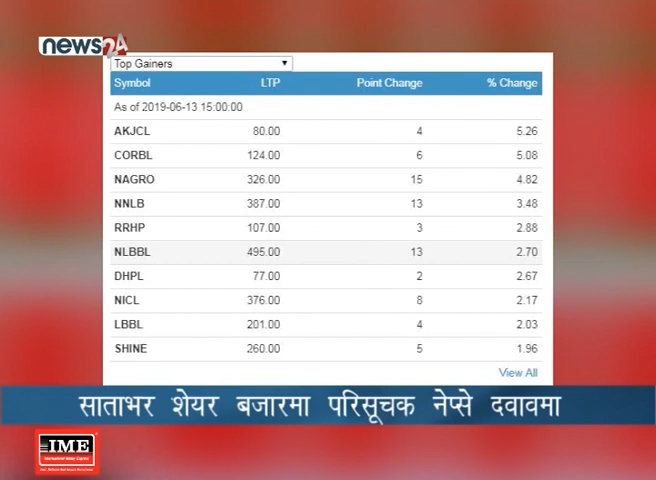 news24
Top Gainers
Symbol LTP Point Change % Change
As of 2019-06-13 15:00:00
AKJCL 80.00 4 5.26
CORBL 124.00 6 5.08
NAGRO 326.00 15 4.82
NNLB 387.00 13 3.48
RRHP 107.00 3 2.88
NLBBL 495.00 13 2.70
DHPL 77.00 2 2.67
NICL 376.00 8 2.17
LBBL 201.00 4 2.03
SHINE 260.00 5 1.96
View All
साताभर शेयर बजारमा परिसूचक नेप्से दवावमा
IME